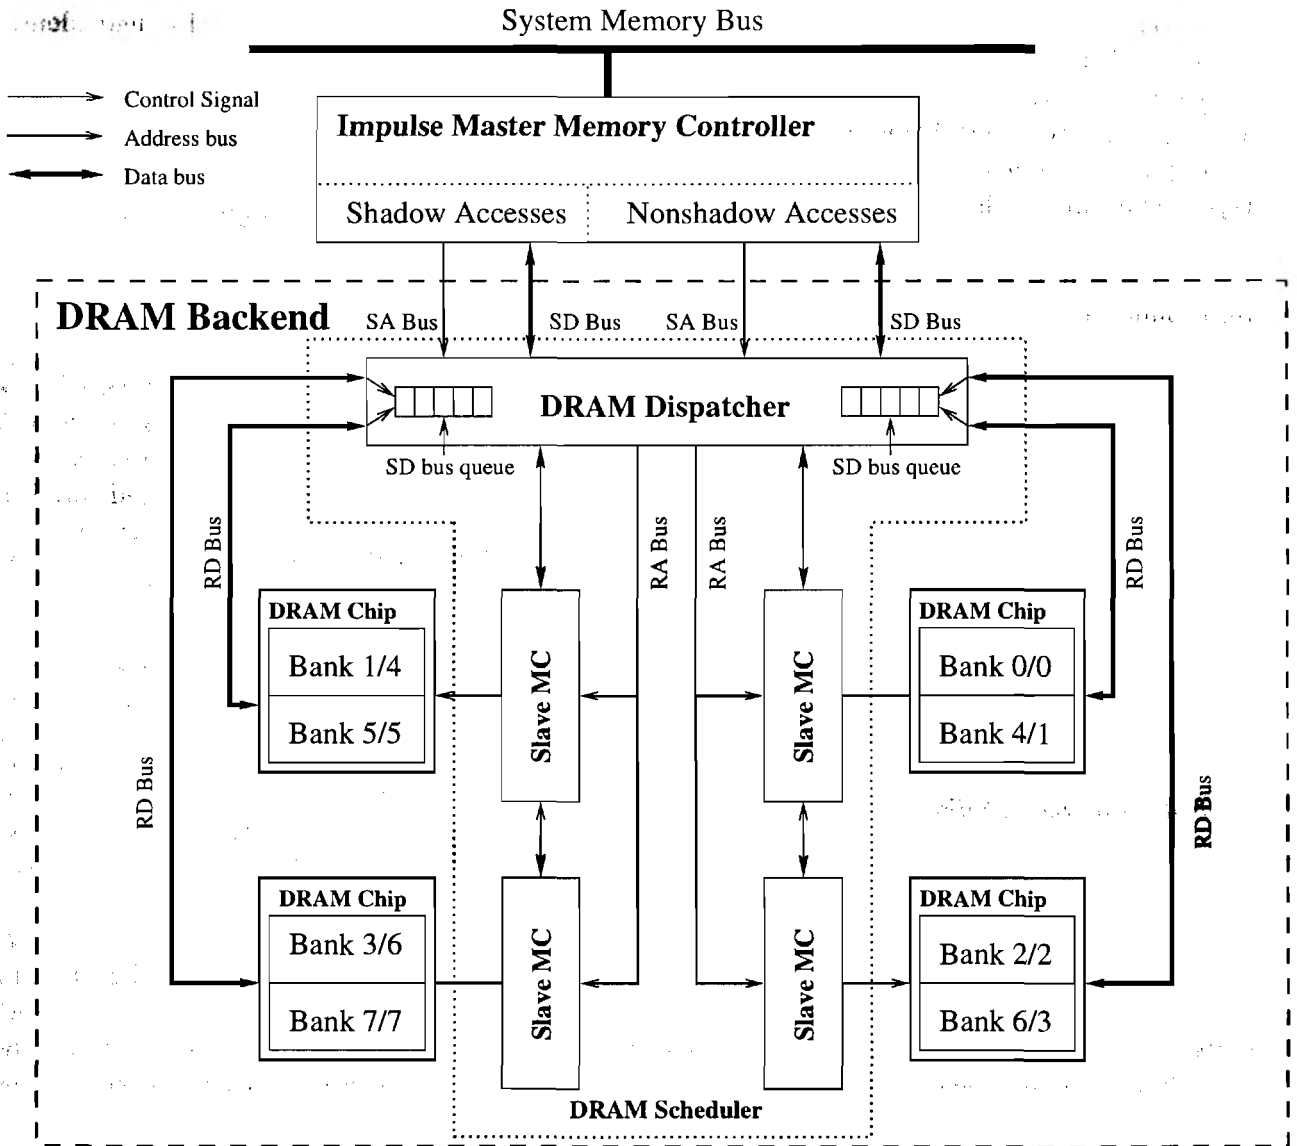 System Memory Bus
Control Signal
Address bus
Data bus
Impulse Master Memory Controller
Shadow Accesses
Nonshadow Accesses
DRAM Backend
SA Bus
SD Bus
SA Bus
SD Bus
DRAM Dispatcher
SD bus queue
SD bus queue
RD Bus
RA Bus
RA Bus
RD Bus
DRAM Chip
Bank 1/4
Bank 5/5
Slave MC
Slave MC
DRAM Chip
Bank 0/0
Bank 4/1
RD Bus
RD Bus
DRAM Chip
Bank 3/6
Bank 7/7
Slave MC
Slave MC
DRAM Chip
Bank 2/2
Bank 6/3
DRAM Scheduler